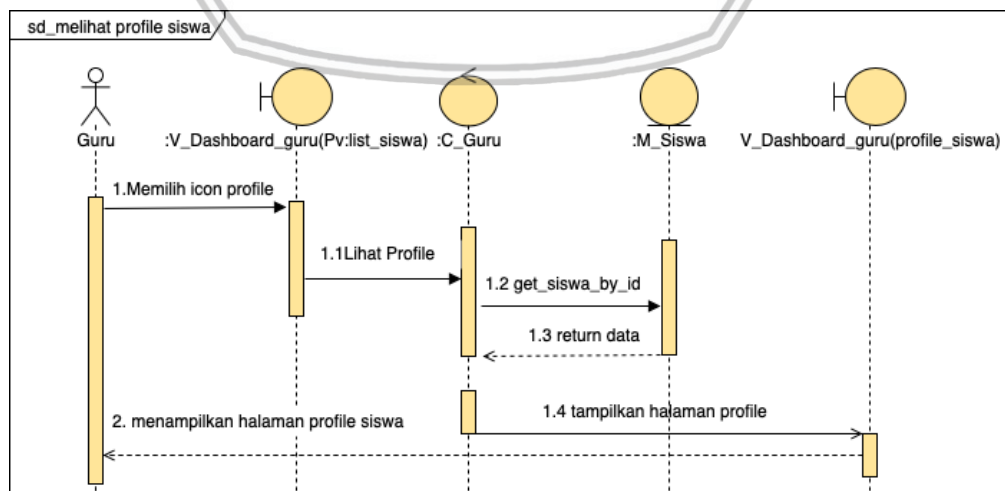 sd_melihat profile siswa
Guru
:V_Dashboard_guru(Pv:list_siswa)
:C_Guru
:M_Siswa
V_Dashboard_guru(profile_siswa)
1.Memilih icon profile
1.1Lihat Profile
1.2 get_siswa_by_id
1.3 return data
1.4 tampilkan halaman profile
2. menampilkan halaman profile siswa